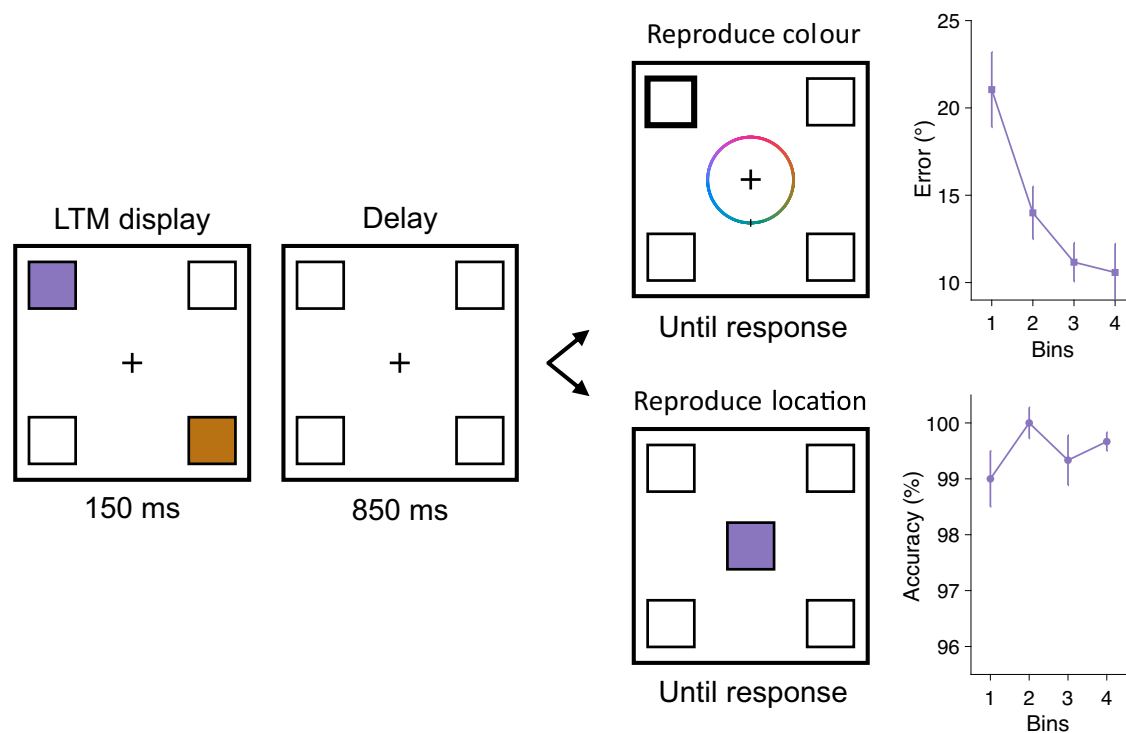 LTM display
150 ms
Delay
850 ms
Reproduce colour
Until response
Reproduce location
Until response
Error (°)
25
20
15
10
1 2 3 4
Bins
Accuracy (%)
100
99
98
97
96
1 2 3 4
Bins